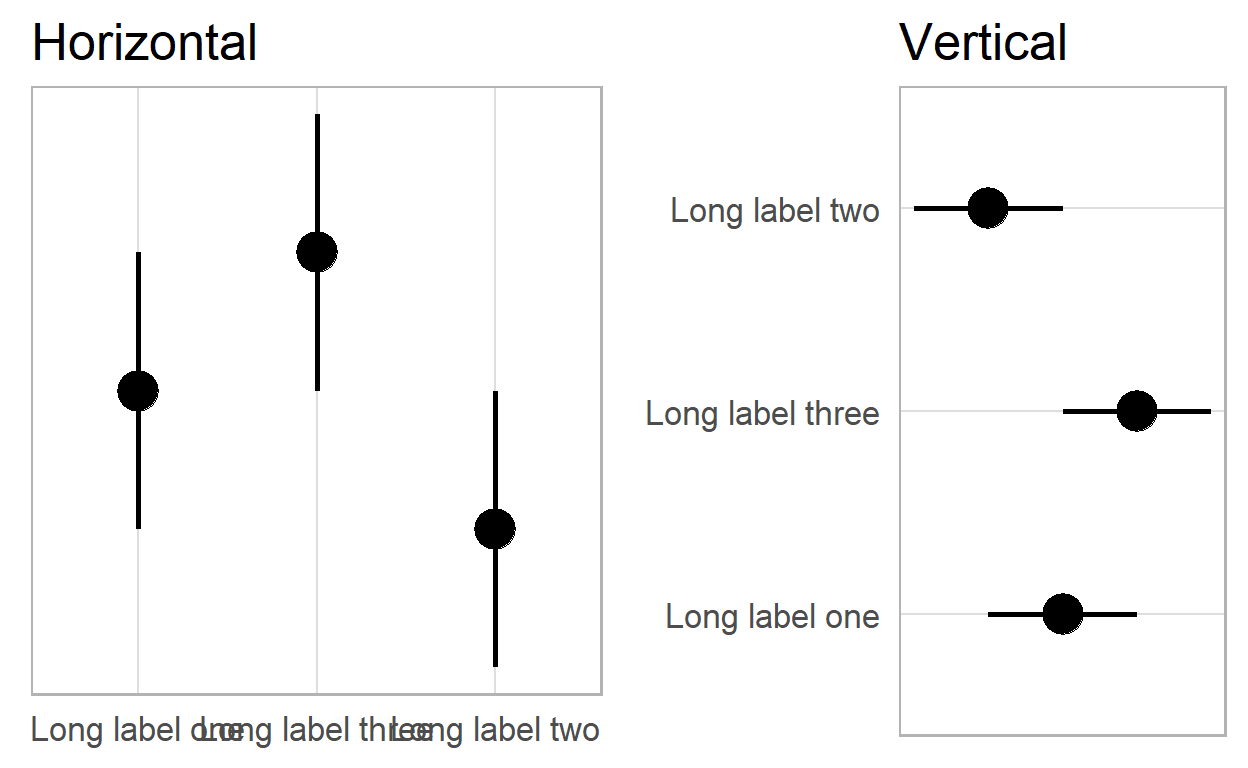 Horizontal
Long label one Long label three Long label two
Vertical
Long label two
Long label three
Long label one